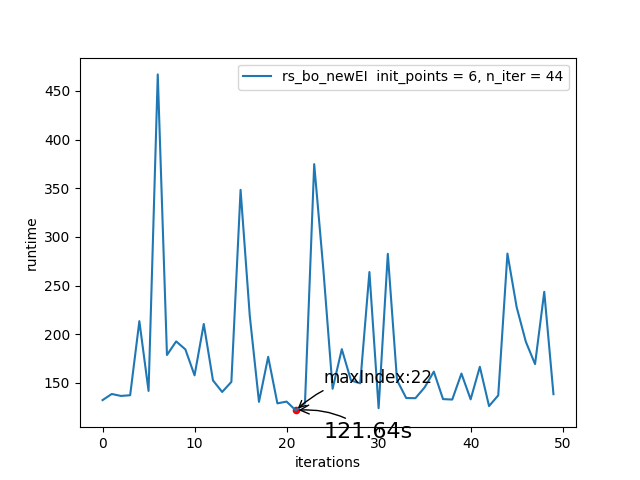 rs_bo_newEI  init_points = 6, n_iter = 44
450
400
350
300
250
200
150
runtime
maxIndex:22
121.64s
0
10
20
30
40
50
iterations